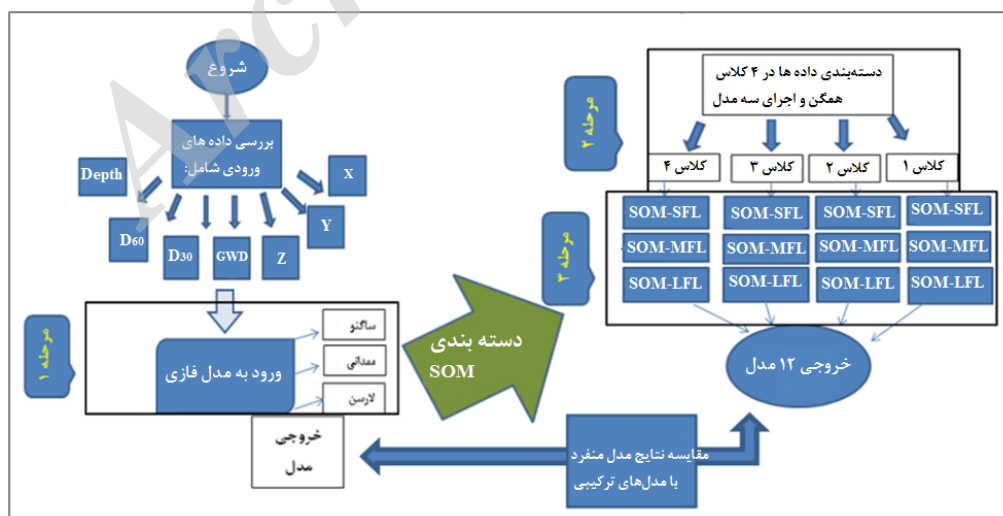 Arc
شروع
بررسی داده های
ورودی شامل:
Depth
D60
D30
GWD
Z
Y
X
مرحله ۱
ورود به مدل فازی
ساگنو
ممدانی
لارسن
خروجی
مدل
دسته بندی
SOM
مرحله ۲
دسته‌بندی داده ها در ۴ کلاس
همگن و اجرای سه مدل
کلاس ۴
کلاس ۳
کلاس ۲
کلاس ۱
مرحله ۳
SOM-SFL SOM-SFL SOM-SFL SOM-SFL
SOM-MFL SOM-MFL SOM-MFL SOM-MFL
SOM-LFL SOM-LFL SOM-LFL SOM-LFL
خروجی ۱۲ مدل
مقایسه نتایج مدل منفرد
با مدل‌های ترکیبی